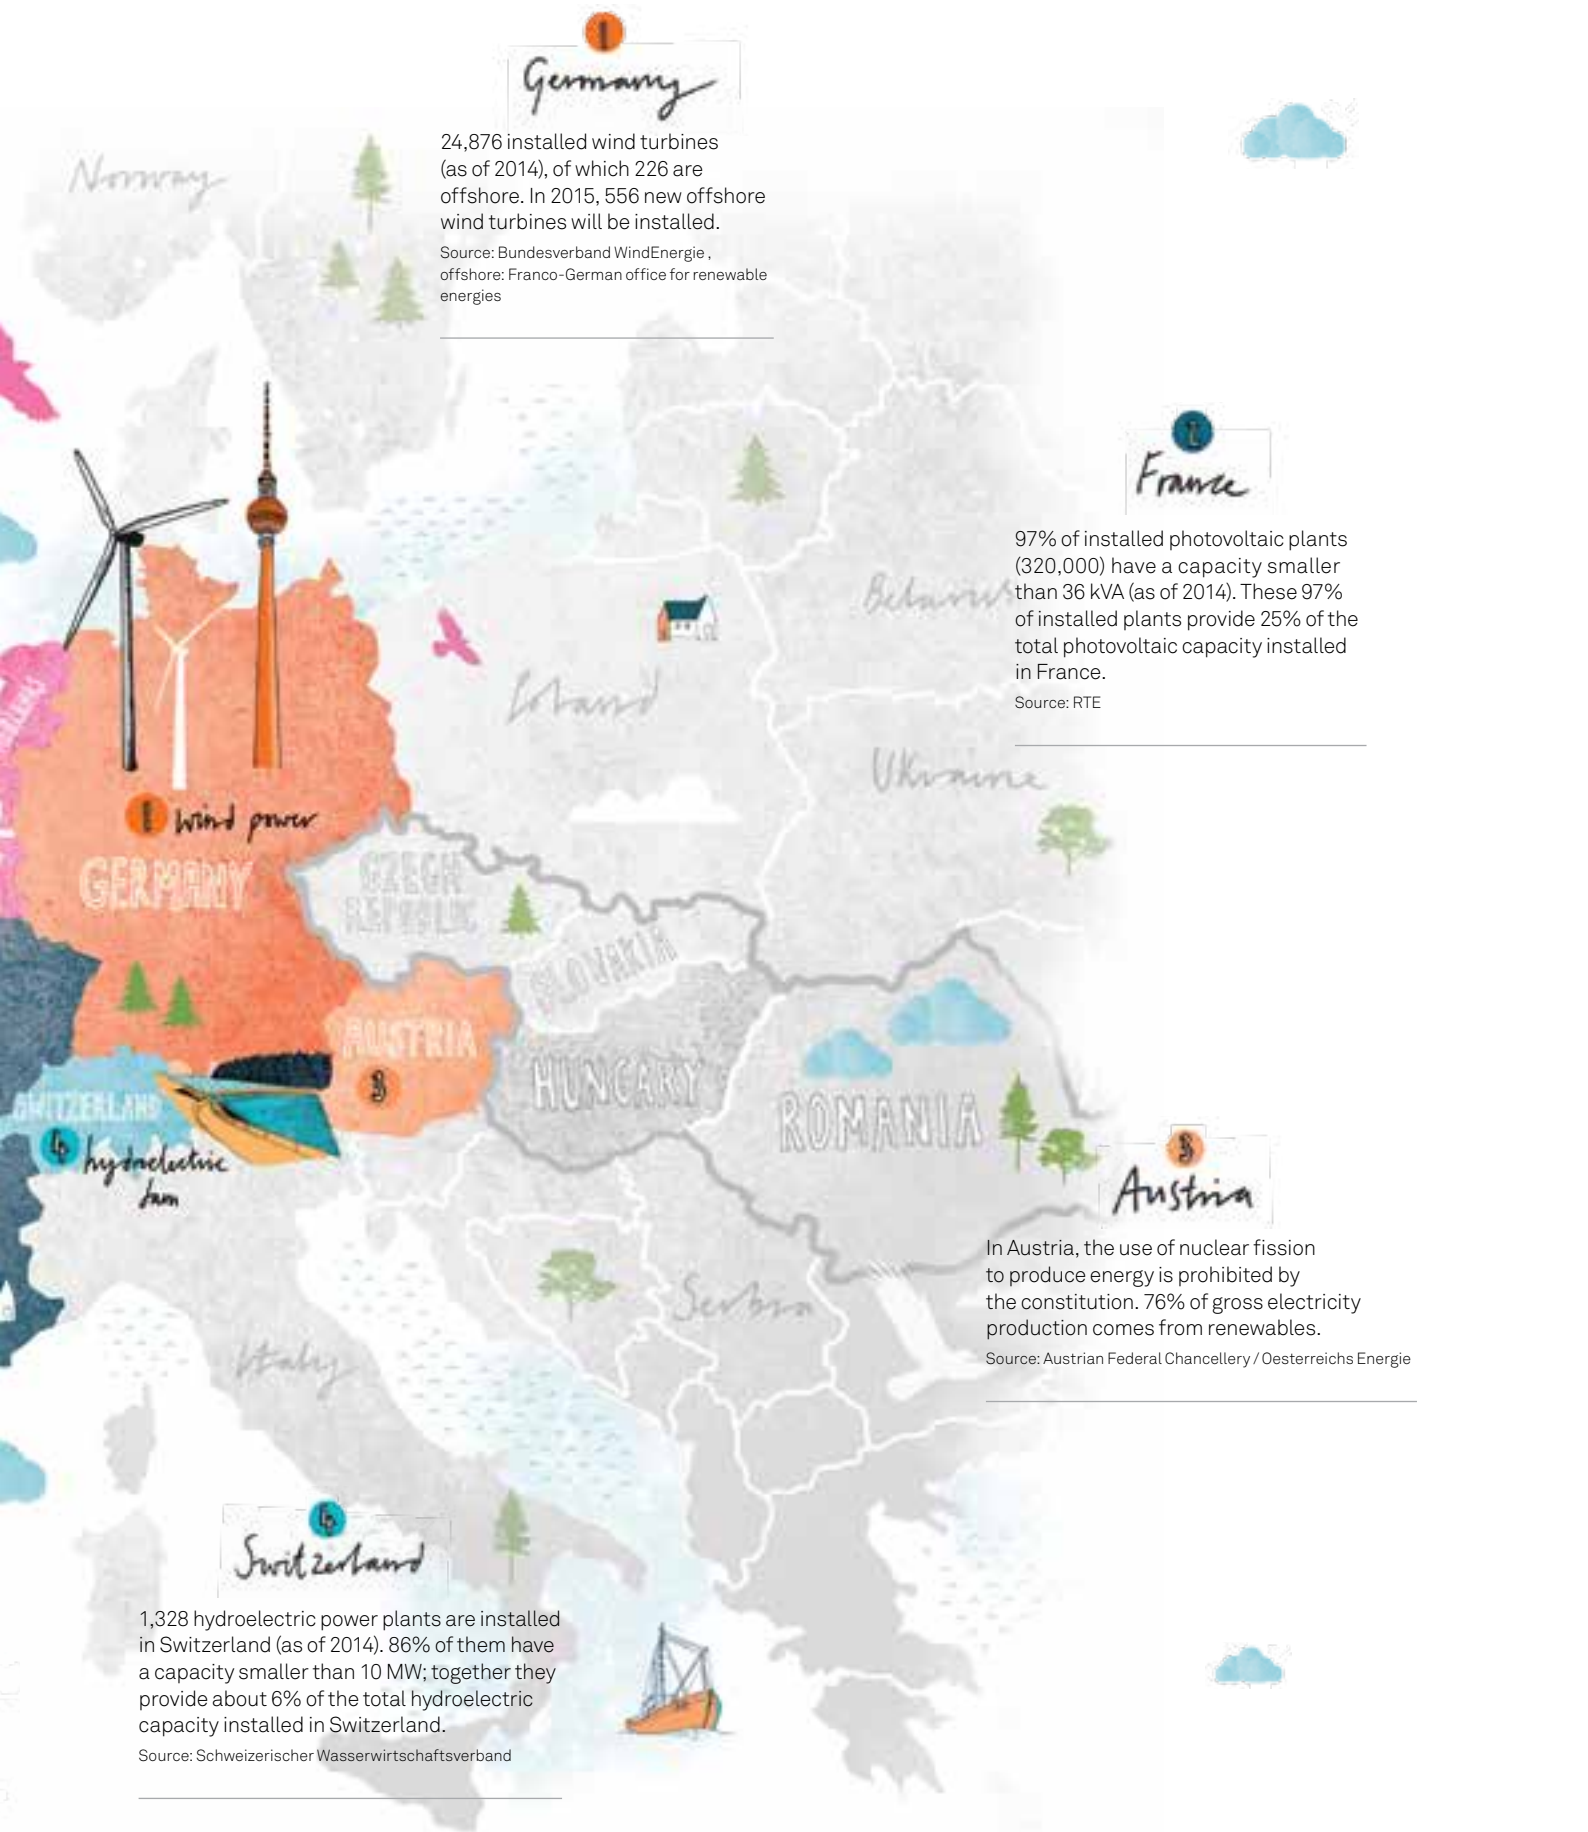 1
Germany
24,876 installed wind turbines
(as of 2014), of which 226 are
offshore. In 2015, 556 new offshore
wind turbines will be installed.
Source: Bundesverband WindEnergie ,
offshore: Franco-German office for renewable
energies
Norway
2
France
97% of installed photovoltaic plants
(320,000) have a capacity smaller
than 36 kVA (as of 2014). These 97%
of installed plants provide 25% of the
total photovoltaic capacity installed
in France.
Source: RTE
Belarus
Poland
Ukraine
1 wind power
GERMANY
CZECH
REPUBLIC
SLOVAKIA
AUSTRIA
3
HUNGARY
ROMANIA
SWITZERLAND
4 hydroelectric
dam
3
Austria
In Austria, the use of nuclear fission
to produce energy is prohibited by
the constitution. 76% of gross electricity
production comes from renewables.
Source: Austrian Federal Chancellery / Oesterreichs Energie
Serbia
Italy
4
Switzerland
1,328 hydroelectric power plants are installed
in Switzerland (as of 2014). 86% of them have
a capacity smaller than 10 MW; together they
provide about 6% of the total hydroelectric
capacity installed in Switzerland.
Source: Schweizerischer Wasserwirtschaftsverband